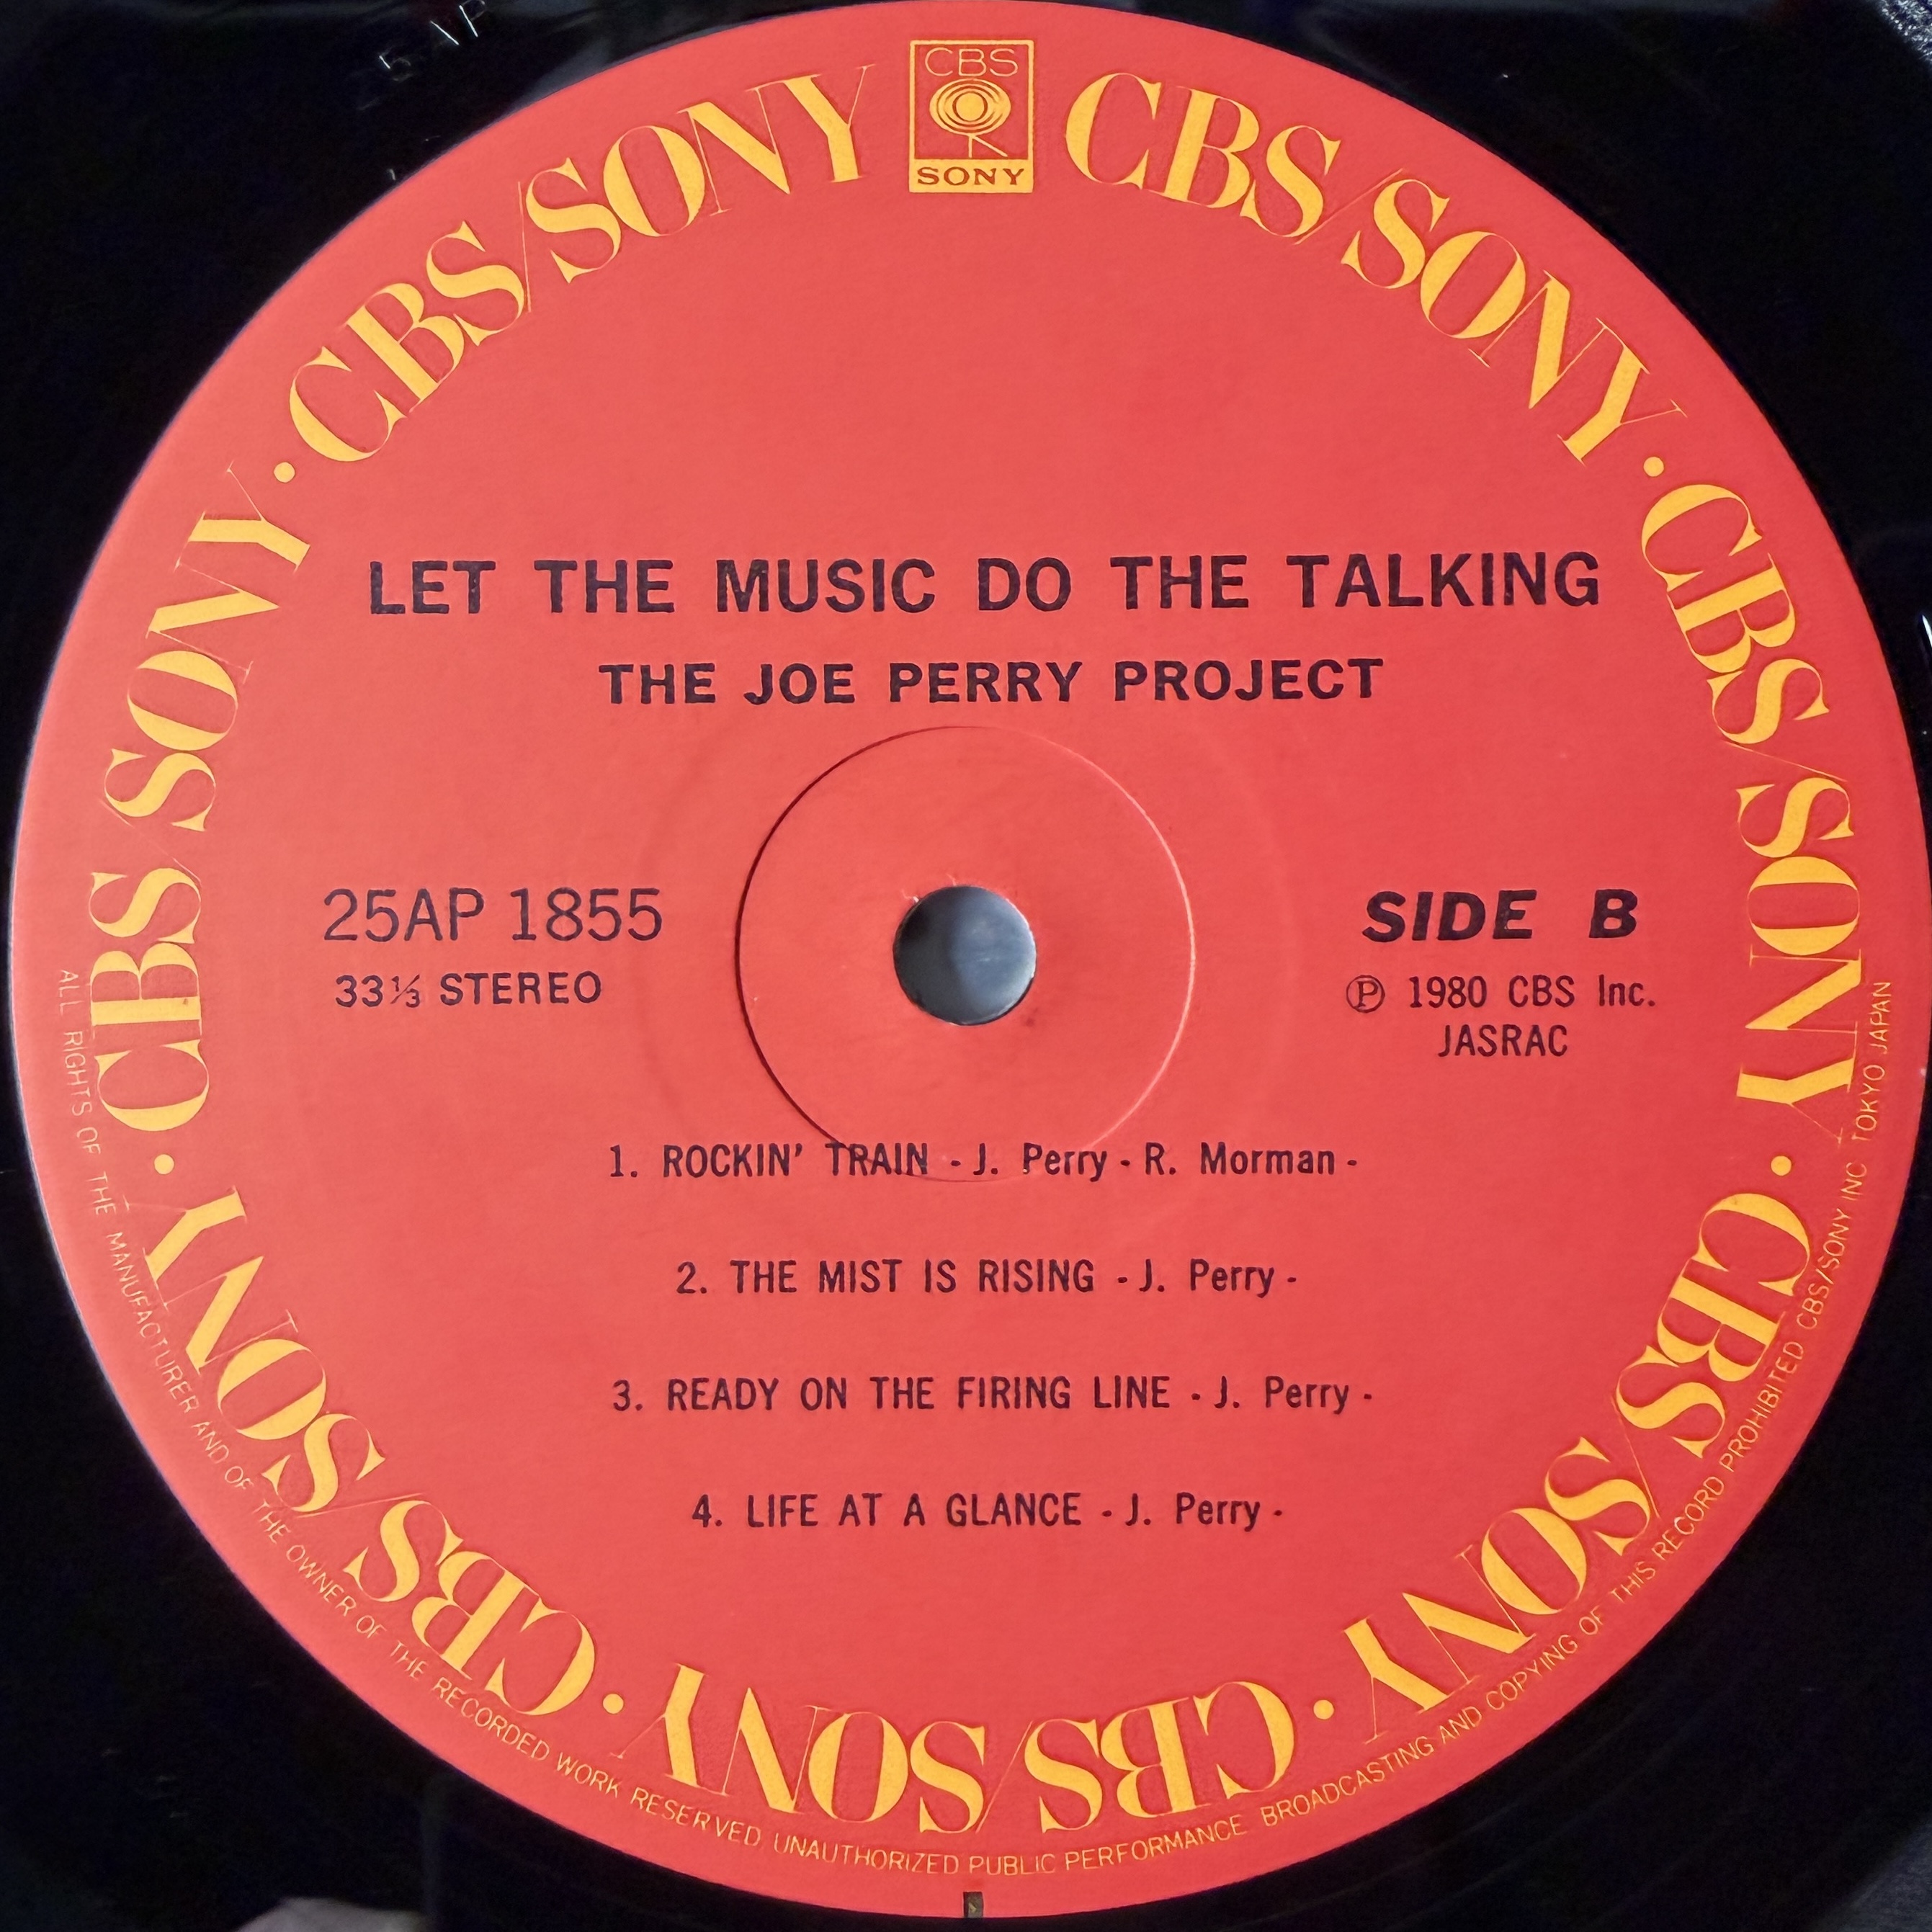 CBS
SONY
CBS/SONY · CBS/SONY · CBS/SONY · CBS/SONY · CBS/SONY · CBS/SONY · CBS/SONY
LET THE MUSIC DO THE TALKING
THE JOE PERRY PROJECT
25AP 1855
33⅓ STEREO
SIDE B
℗ 1980 CBS Inc.
JASRAC
1. ROCKIN' TRAIN - J. Perry - R. Morman -
2. THE MIST IS RISING - J. Perry -
3. READY ON THE FIRING LINE - J. Perry -
4. LIFE AT A GLANCE - J. Perry -
ALL RIGHTS OF THE MANUFACTURER AND OF THE OWNER OF THE RECORDED WORK RESERVED UNAUTHORIZED PUBLIC PERFORMANCE BROADCASTING AND COPYING OF THIS RECORD PROHIBITED CBS/SONY INC TOKYO JAPAN